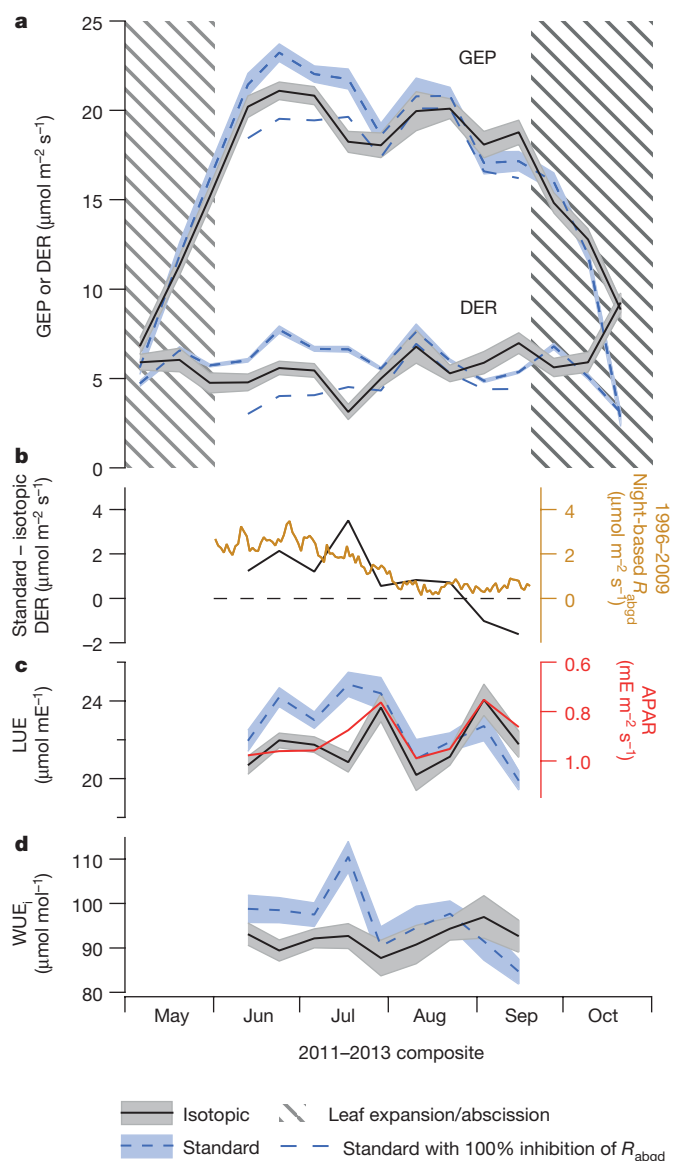 a
25
20
15
10
5
0
GEP or DER (μmol m⁻² s⁻¹)
GEP
DER
b
4
2
0
−2
Standard – isotopic
DER (μmol m⁻² s⁻¹)
4
2
0
1996–2009
Night-based R_abgd
(μmol m⁻² s⁻¹)
c
24
20
LUE
(μmol mE⁻¹)
0.6
0.8
1.0
APAR
(mE m⁻² s⁻¹)
d
110
100
90
80
WUE_i
(μmol mol⁻¹)
May Jun Jul Aug Sep Oct
2011–2013 composite
Isotopic Leaf expansion/abscission
Standard Standard with 100% inhibition of R_abgd